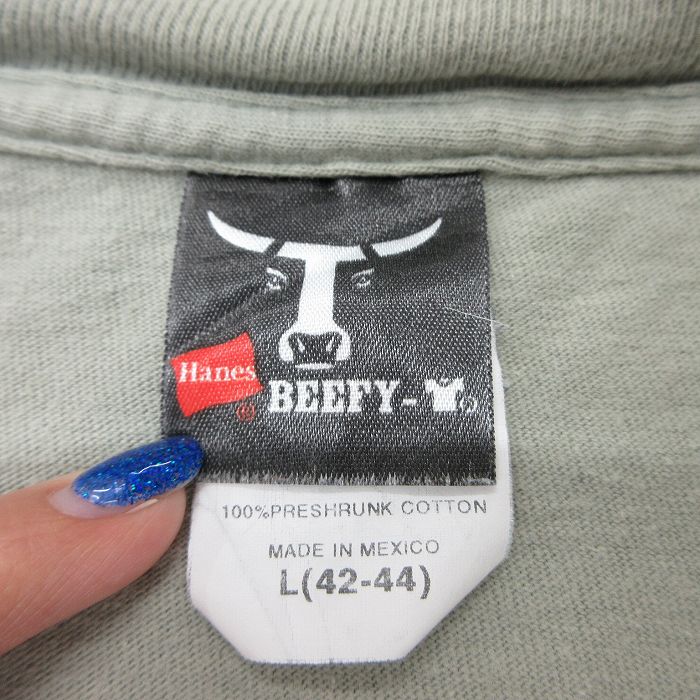 Hanes
®
BEEFY-
100%PRESHRUNK COTTON
MADE IN MEXICO
L(42-44)